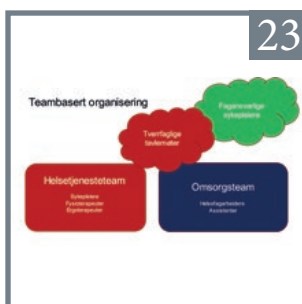 23
Teambasert organisering
Fagansvarlige
sykepleiere
Tverrfaglige
tavlemøter
Helsetjenesteteam
Sykepleiere
Fysioterapeuter
Ergoterapeuter
Omsorgsteam
Helsefagarbeidere
Assistenter